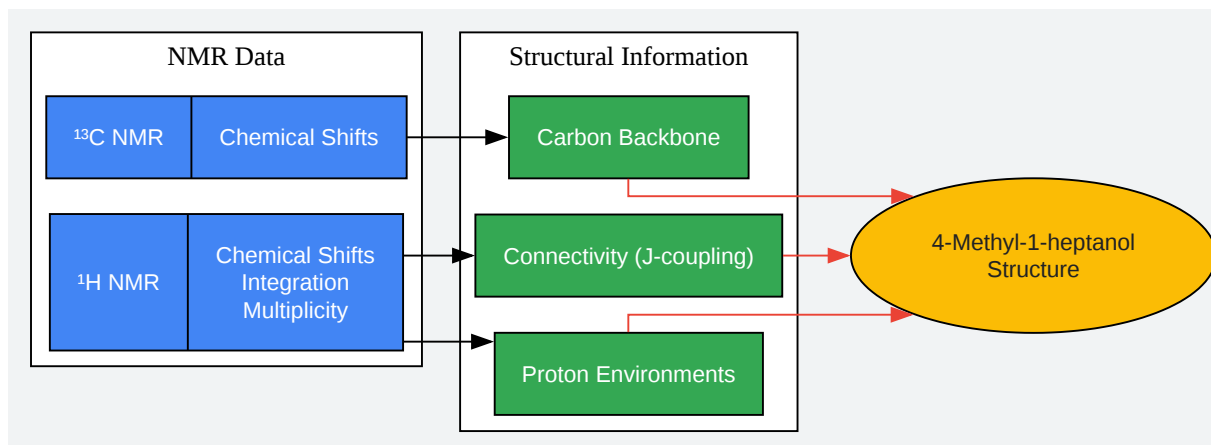 NMR Data
¹³C NMR
Chemical Shifts
¹H NMR
Chemical Shifts
Integration
Multiplicity
Structural Information
Carbon Backbone
Connectivity (J-coupling)
Proton Environments
4-Methyl-1-heptanol
Structure